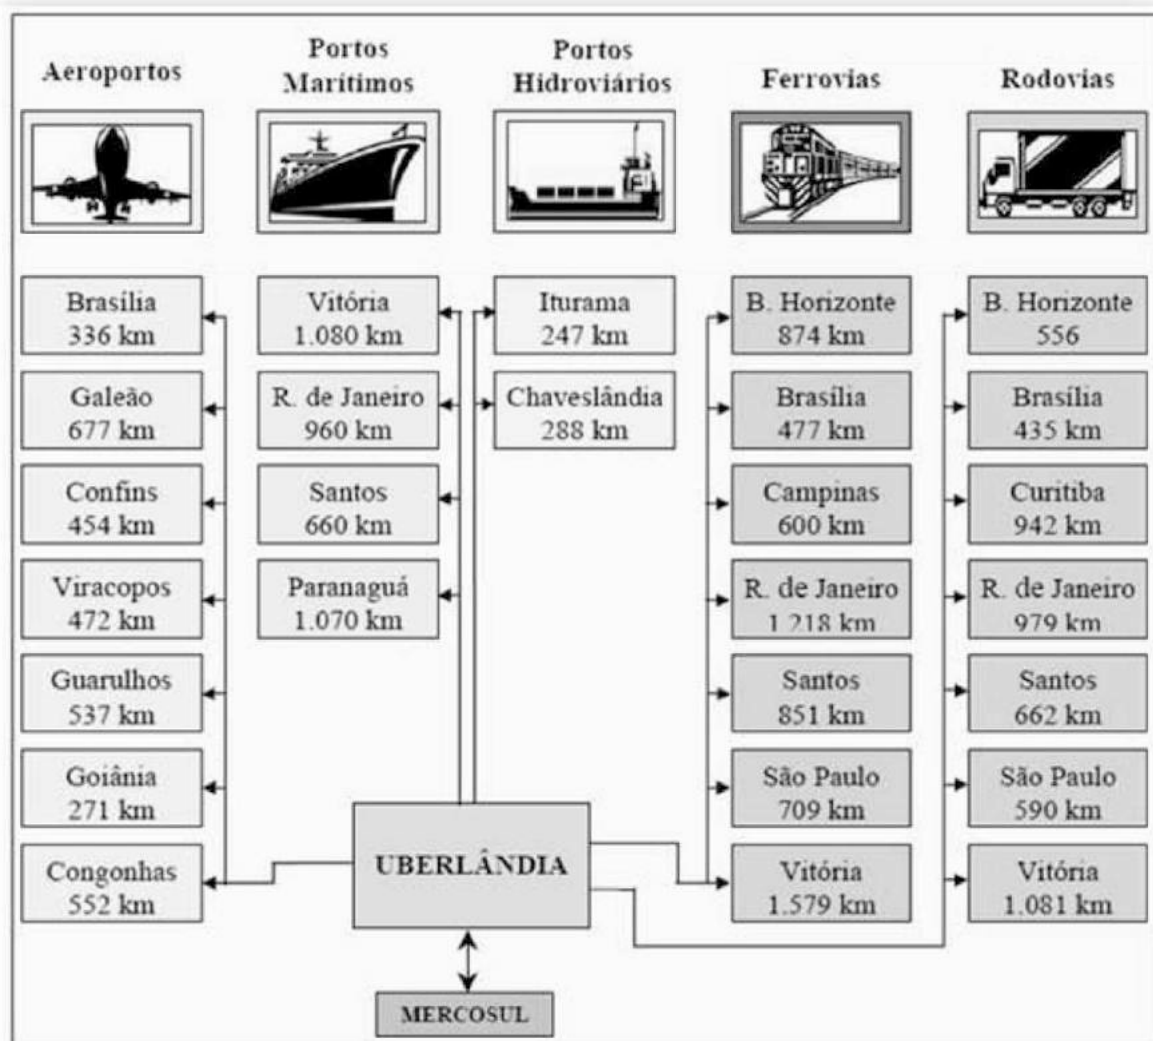 Aeroportos
Portos
Marítimos
Portos
Hidroviários
Ferrovias
Rodovias
Brasília
336 km
Galeão
677 km
Confins
454 km
Viracopos
472 km
Guarulhos
537 km
Goiânia
271 km
Congonhas
552 km
Vitória
1.080 km
R. de Janeiro
960 km
Santos
660 km
Paranaguá
1.070 km
Iturama
247 km
Chaveslândia
288 km
B. Horizonte
874 km
Brasília
477 km
Campinas
600 km
R. de Janeiro
1 218 km
Santos
851 km
São Paulo
709 km
Vitória
1.579 km
B. Horizonte
556
Brasília
435 km
Curitiba
942 km
R. de Janeiro
979 km
Santos
662 km
São Paulo
590 km
Vitória
1.081 km
UBERLÂNDIA
MERCOSUL